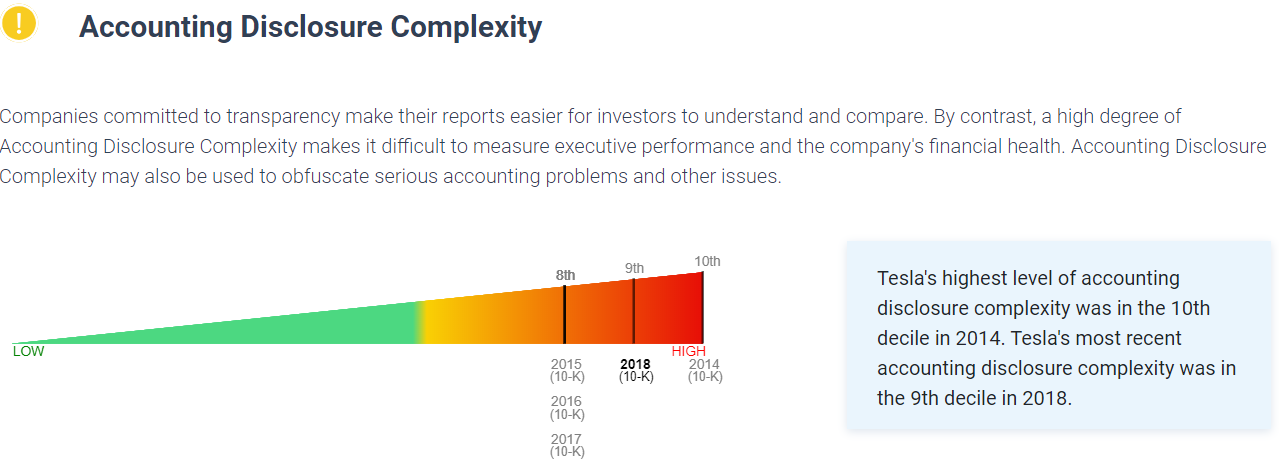 !
Accounting Disclosure Complexity
Companies committed to transparency make their reports easier for investors to understand and compare. By contrast, a high degree of
Accounting Disclosure Complexity makes it difficult to measure executive performance and the company's financial health. Accounting Disclosure
Complexity may also be used to obfuscate serious accounting problems and other issues.
8th
9th
10th
LOW
HIGH
2015
(10-K)
2016
(10-K)
2017
(10-K)
2018
(10-K)
2014
(10-K)
Tesla's highest level of accounting
disclosure complexity was in the 10th
decile in 2014. Tesla's most recent
accounting disclosure complexity was in
the 9th decile in 2018.